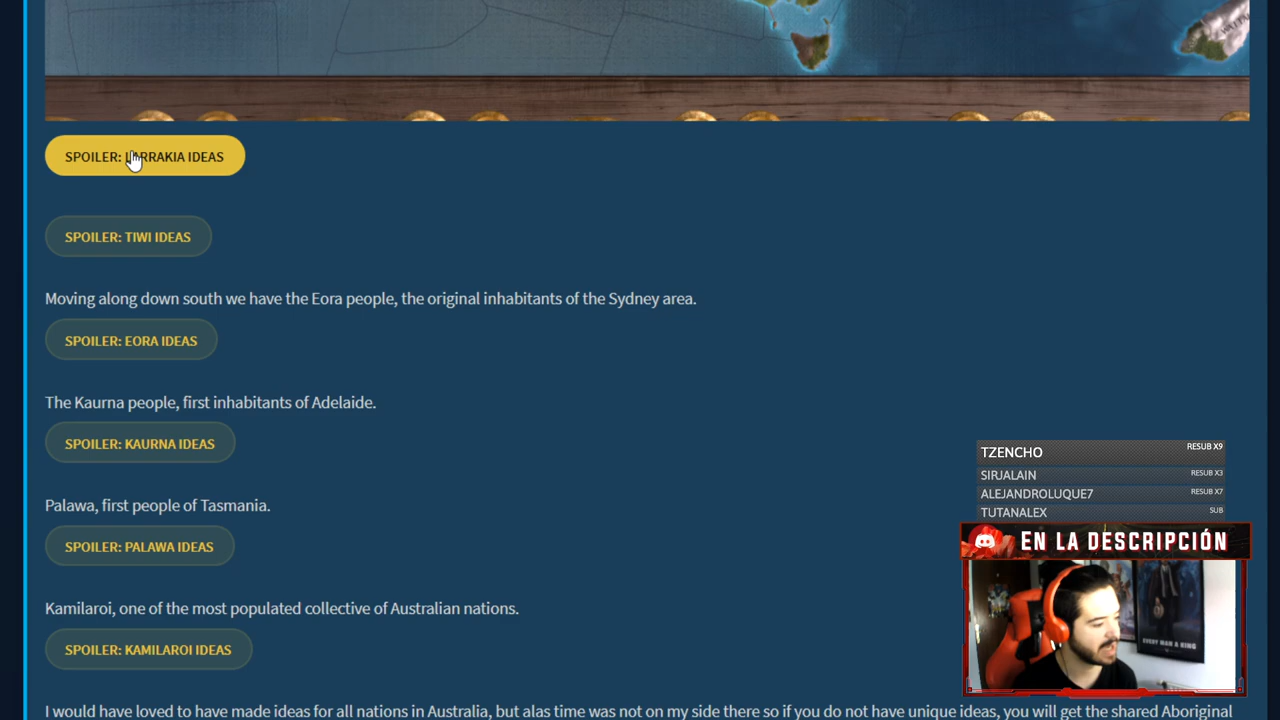 SPOILER: LARRAKIA IDEAS
SPOILER: TIWI IDEAS
Moving along down south we have the Eora people, the original inhabitants of the Sydney area.
SPOILER: EORA IDEAS
The Kaurna people, first inhabitants of Adelaide.
SPOILER: KAURNA IDEAS
Palawa, first people of Tasmania.
SPOILER: PALAWA IDEAS
Kamilaroi, one of the most populated collective of Australian nations.
SPOILER: KAMILAROI IDEAS
I would have loved to have made ideas for all nations in Australia, but alas time was not on my side there so if you do not have unique ideas, you will get the shared Aboriginal
TZENCHO RESUB X9
SIRJALAIN RESUB X3
ALEJANDROLUQUE7 RESUB X7
TUTANALEX SUB
EN LA DESCRIPCIÓN
EVERY MAN A KING